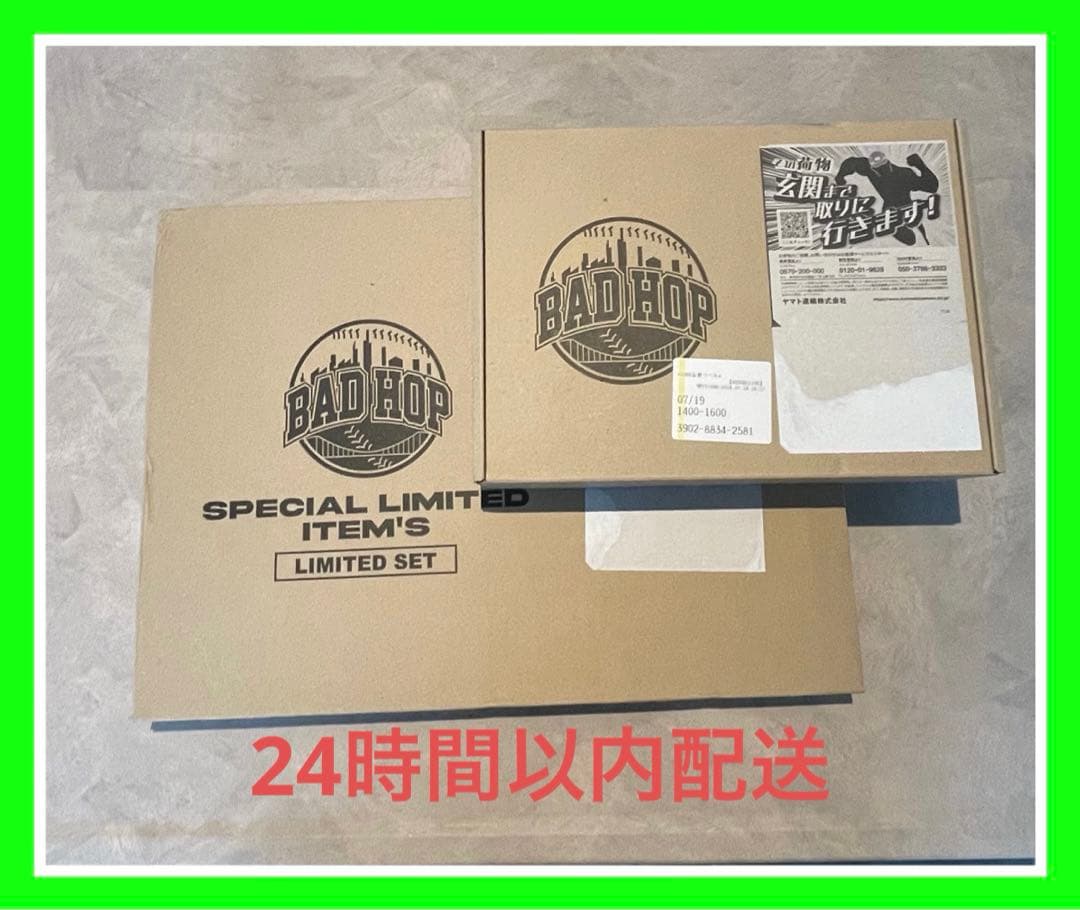 BAD HOP
SPECIAL LIMITED
ITEM'S
LIMITED SET
BAD HOP
荷物
玄関まで
取りに
行きます!
0570-200-000
0120-01-9625
050-3786-3333
ヤマト運輸株式会社
07/19
1400-1600
3902-8834-2581
24時間以内配送